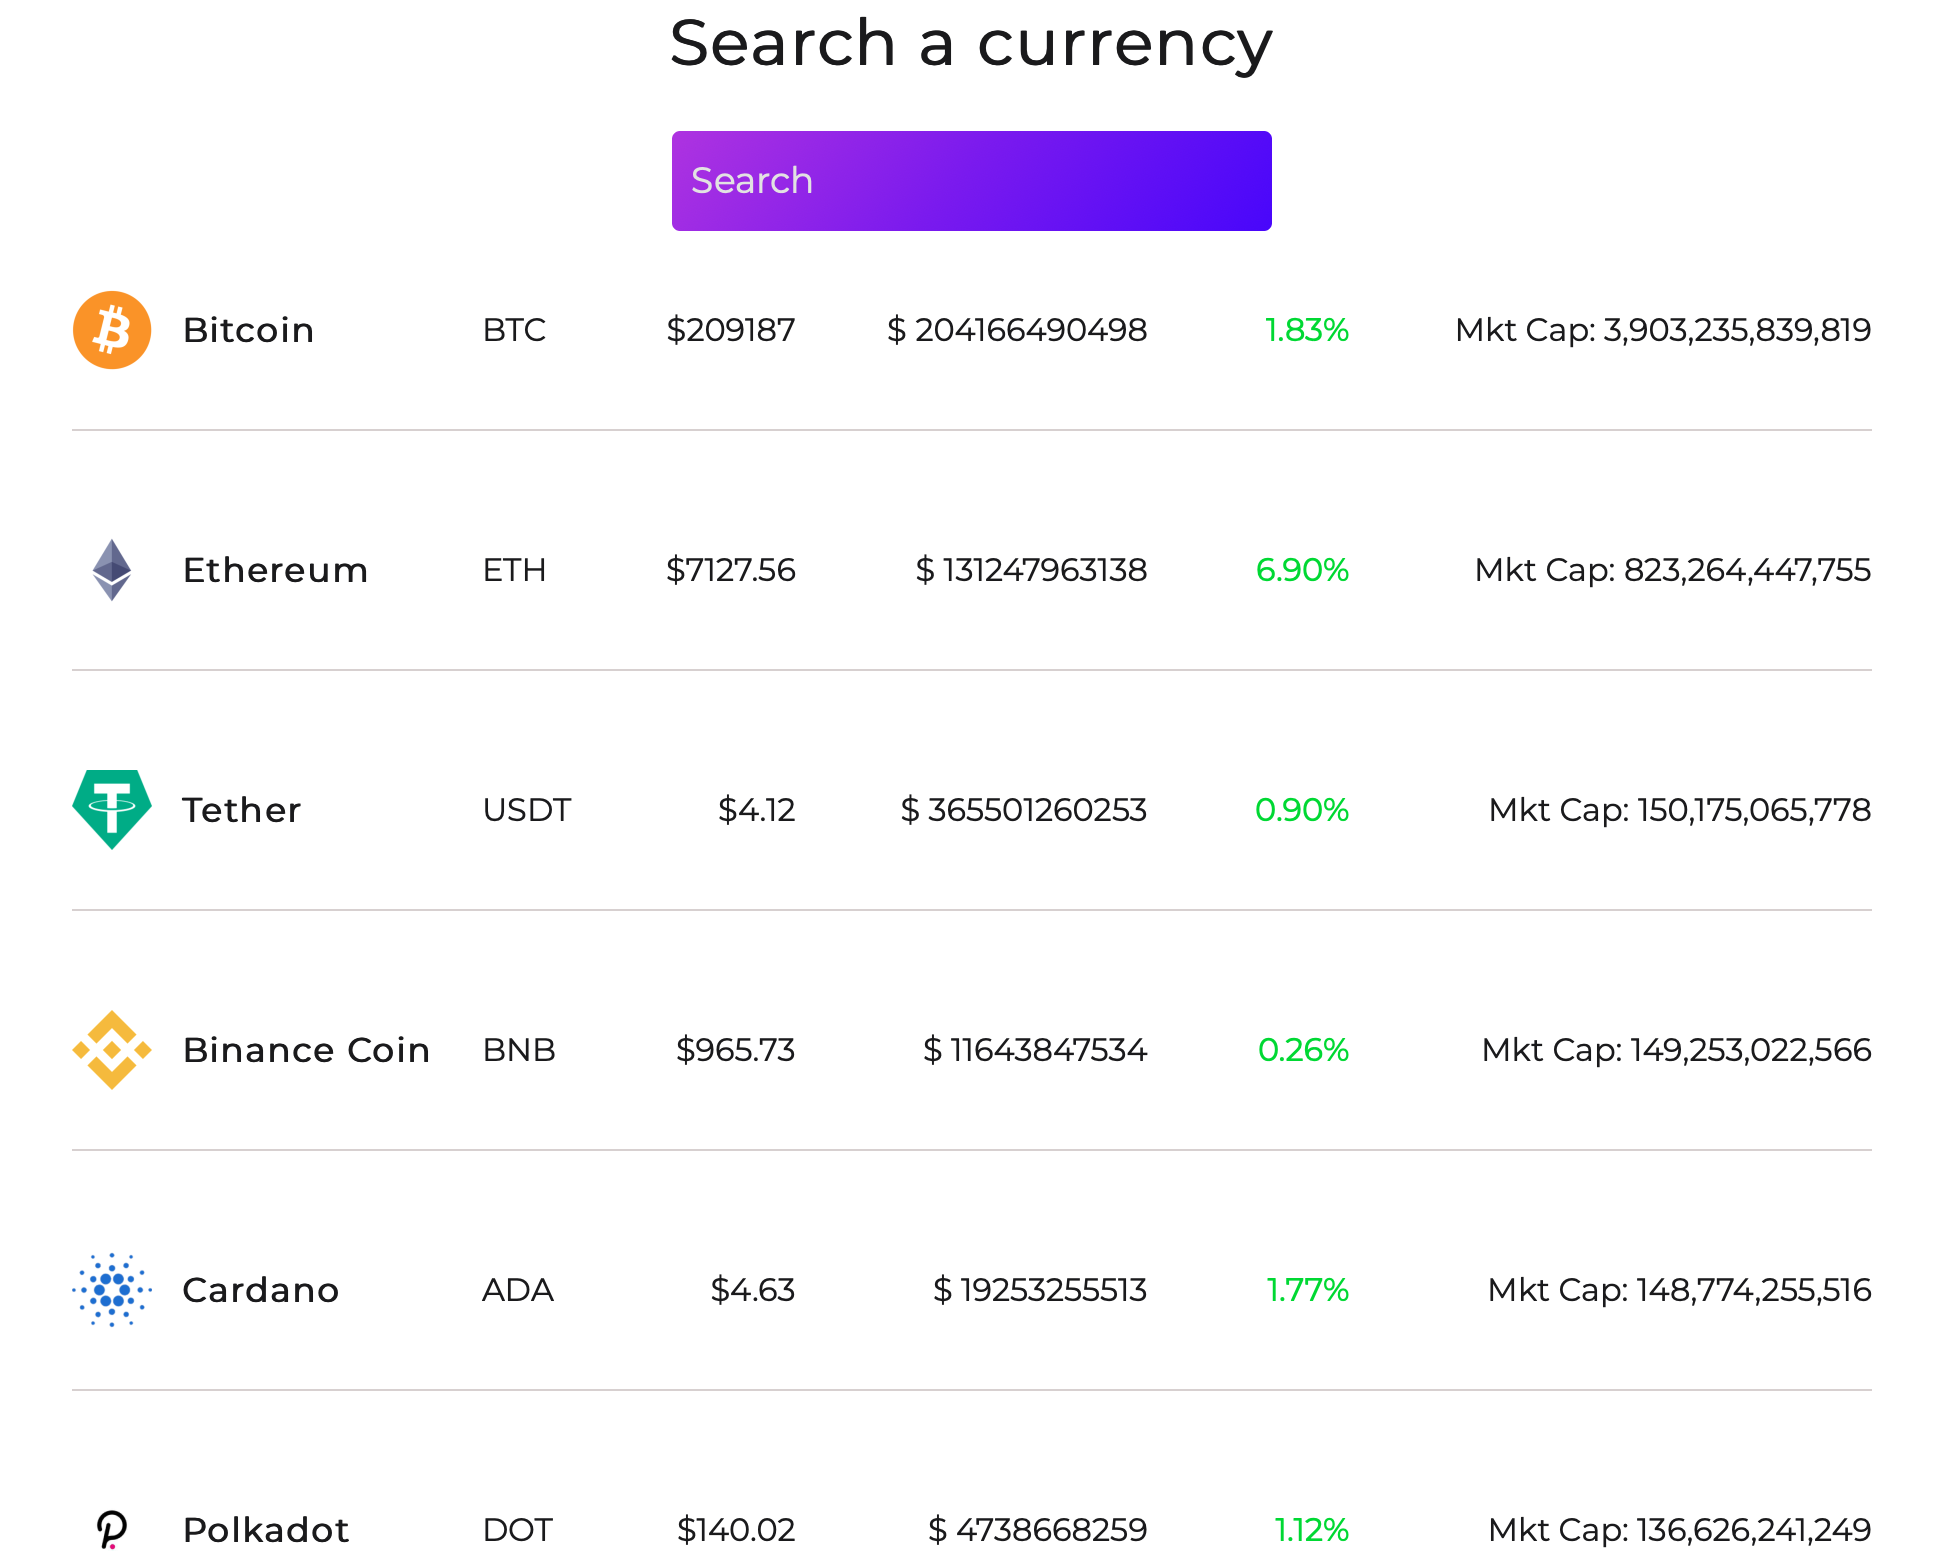 Search a currency
Search
Bitcoin BTC $209187 $ 204166490498 1.83% Mkt Cap: 3,903,235,839,819
Ethereum ETH $7127.56 $ 131247963138 6.90% Mkt Cap: 823,264,447,755
Tether USDT $4.12 $ 365501260253 0.90% Mkt Cap: 150,175,065,778
Binance Coin BNB $965.73 $ 11643847534 0.26% Mkt Cap: 149,253,022,566
Cardano ADA $4.63 $ 19253255513 1.77% Mkt Cap: 148,774,255,516
Polkadot DOT $140.02 $ 4738668259 1.12% Mkt Cap: 136,626,241,249